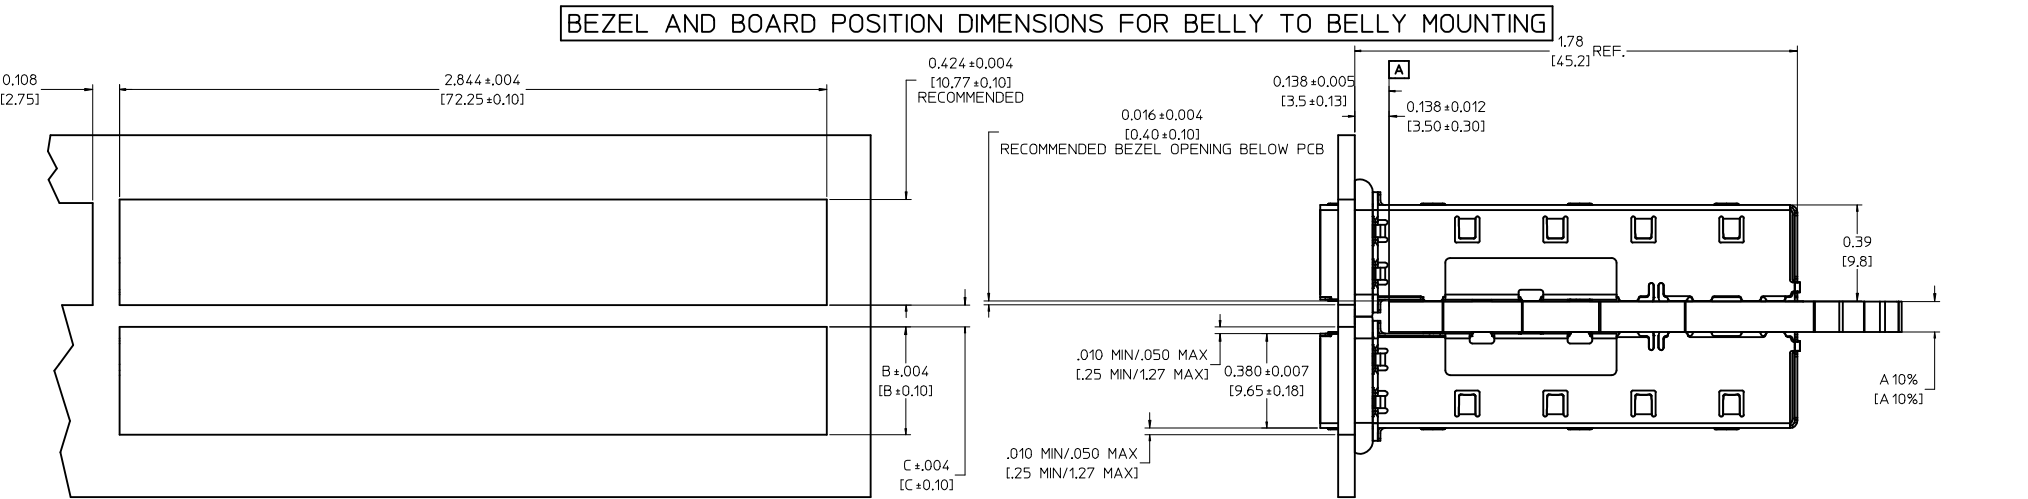 BEZEL AND BOARD POSITION DIMENSIONS FOR BELLY TO BELLY MOUNTING
0.108
[2.75]
2.844±.004
[72.25±0.10]
0.424±0.004
[10.77±0.10]
RECOMMENDED
0.016±0.004
[0.40±0.10]
RECOMMENDED BEZEL OPENING BELOW PCB
0.138±0.005
[3.5±0.13]
A
0.138±0.012
[3.50±0.30]
1.78
[45.2] REF.
0.39
[9.8]
.010 MIN/.050 MAX
[.25 MIN/1.27 MAX]
0.380±0.007
[9.65±0.18]
B±.004
[B±0.10]
A 10%
[A 10%]
.010 MIN/.050 MAX
[.25 MIN/1.27 MAX]
C±.004
[C±0.10]